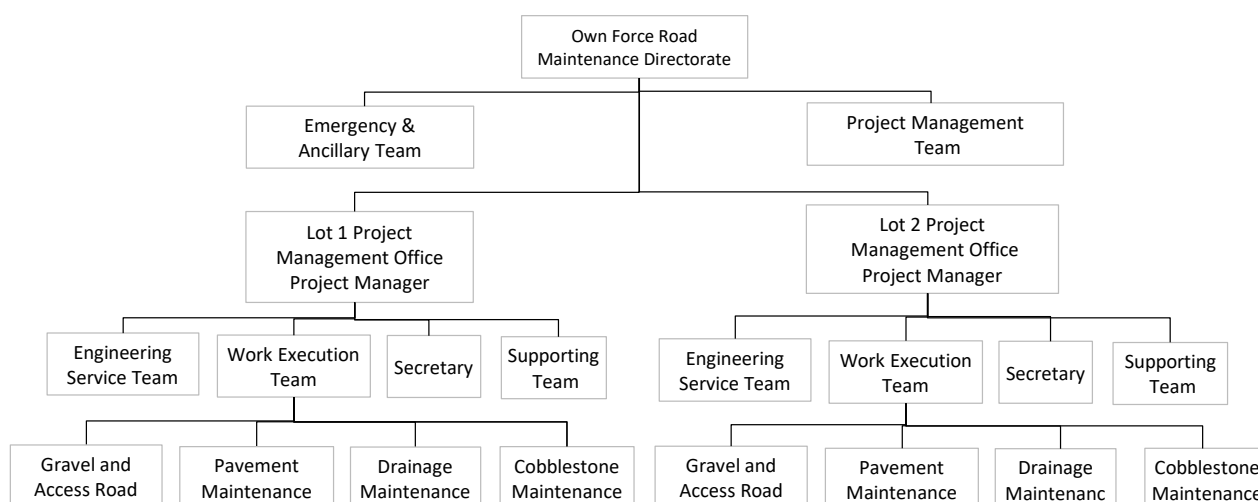 Own Force Road
Maintenance Directorate
Emergency &
Ancillary Team
Project Management
Team
Lot 1 Project
Management Office
Project Manager
Lot 2 Project
Management Office
Project Manager
Engineering
Service Team
Work Execution
Team
Secretary
Supporting
Team
Engineering
Service Team
Work Execution
Team
Secretary
Supporting
Team
Gravel and
Access Road
Pavement
Maintenance
Drainage
Maintenance
Cobblestone
Maintenance
Gravel and
Access Road
Pavement
Maintenance
Drainage
Maintenanc
Cobblestone
Maintenance